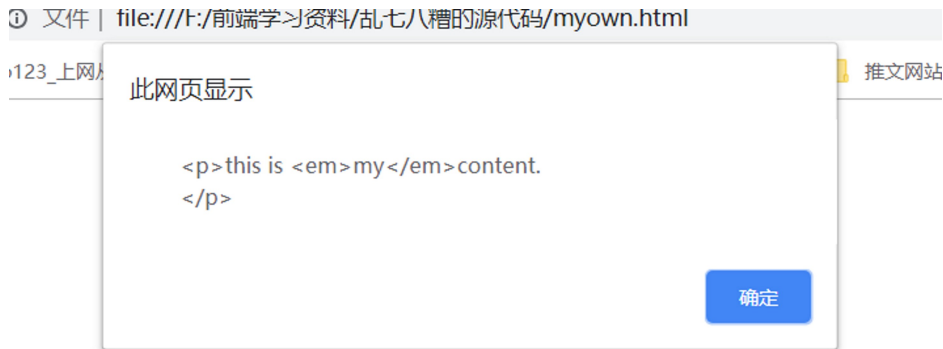 文件 | file:///F:/前端学习资料/乱七八糟的源代码/myown.html
123_上网 推文网站
此网页显示
<p>this is <em>my</em>content.
</p>
确定